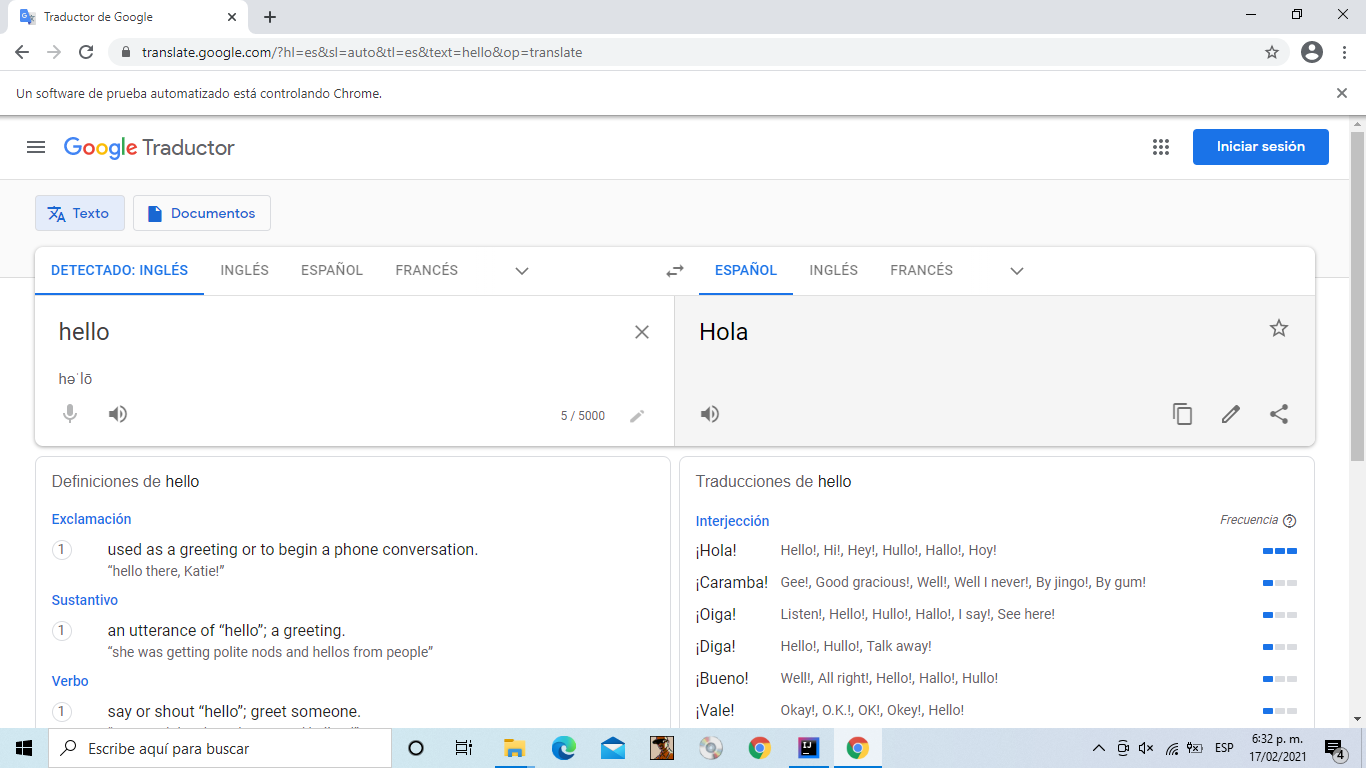 Traductor de Google
translate.google.com/?hl=es&sl=auto&tl=es&text=hello&op=translate
Un software de prueba automatizado está controlando Chrome.
Google Traductor
Iniciar sesión
Texto
Documentos
DETECTADO: INGLÉS INGLÉS ESPAÑOL FRANCÉS
ESPAÑOL INGLÉS FRANCÉS
hello
həˈlō
5 / 5000
Hola
Definiciones de hello
Exclamación
1 used as a greeting or to begin a phone conversation.
“hello there, Katie!”
Sustantivo
1 an utterance of “hello”; a greeting.
“she was getting polite nods and hellos from people”
Verbo
1 say or shout “hello”; greet someone.
Traducciones de hello
Interjección Frecuencia
¡Hola! Hello!, Hi!, Hey!, Hullo!, Hallo!, Hoy!
¡Caramba! Gee!, Good gracious!, Well!, Well I never!, By jingo!, By gum!
¡Oiga! Listen!, Hello!, Hullo!, Hallo!, I say!, See here!
¡Diga! Hello!, Hullo!, Talk away!
¡Bueno! Well!, All right!, Hello!, Hallo!, Hullo!
¡Vale! Okay!, O.K.!, OK!, Okey!, Hello!
Escribe aquí para buscar
IJ
ESP
6:32 p. m.
17/02/2021
4